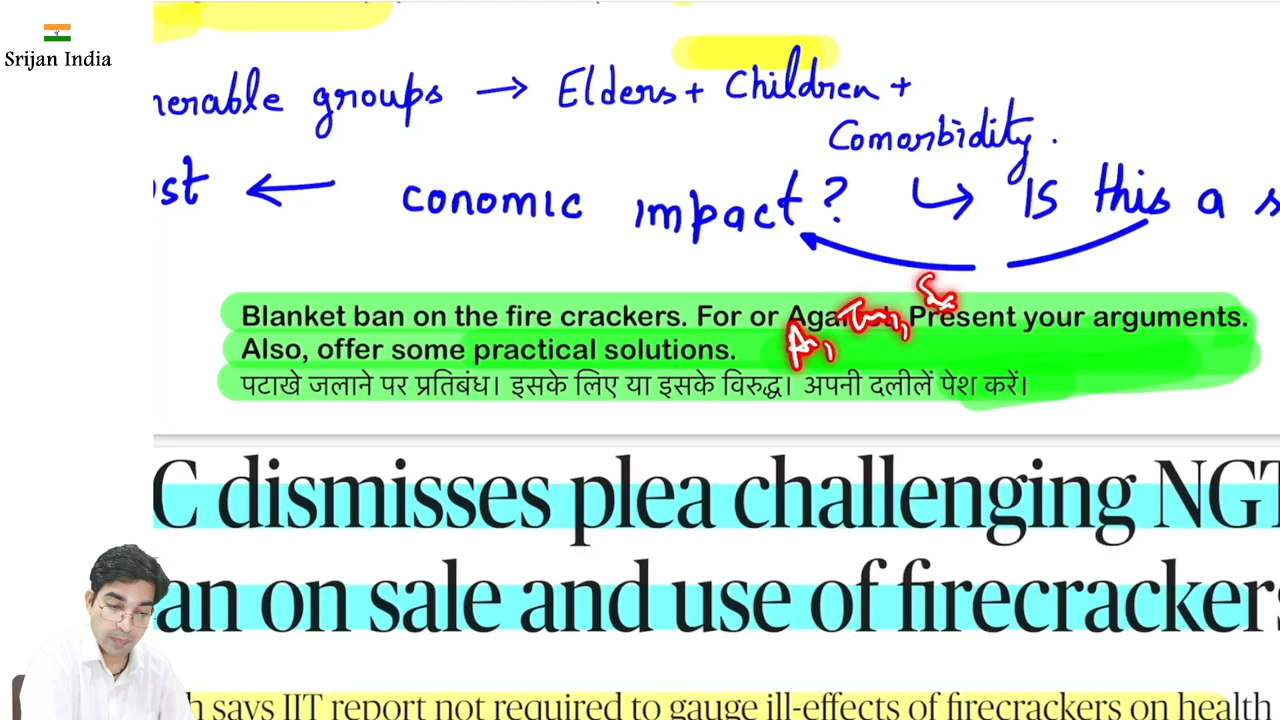 Srijan India
nerable groups → Elders + Children +
Comorbidity.
st ← conomic impact? ↳ Is this a s
Blanket ban on the fire crackers. For or Against. Present your arguments.
Also, offer some practical solutions.
पटाखे जलाने पर प्रतिबंध। इसके लिए या इसके विरुद्ध। अपनी दलीलें पेश करें।
C dismisses plea challenging NGT
an on sale and use of firecrackers
h says IIT report not required to gauge ill-effects of firecrackers on health